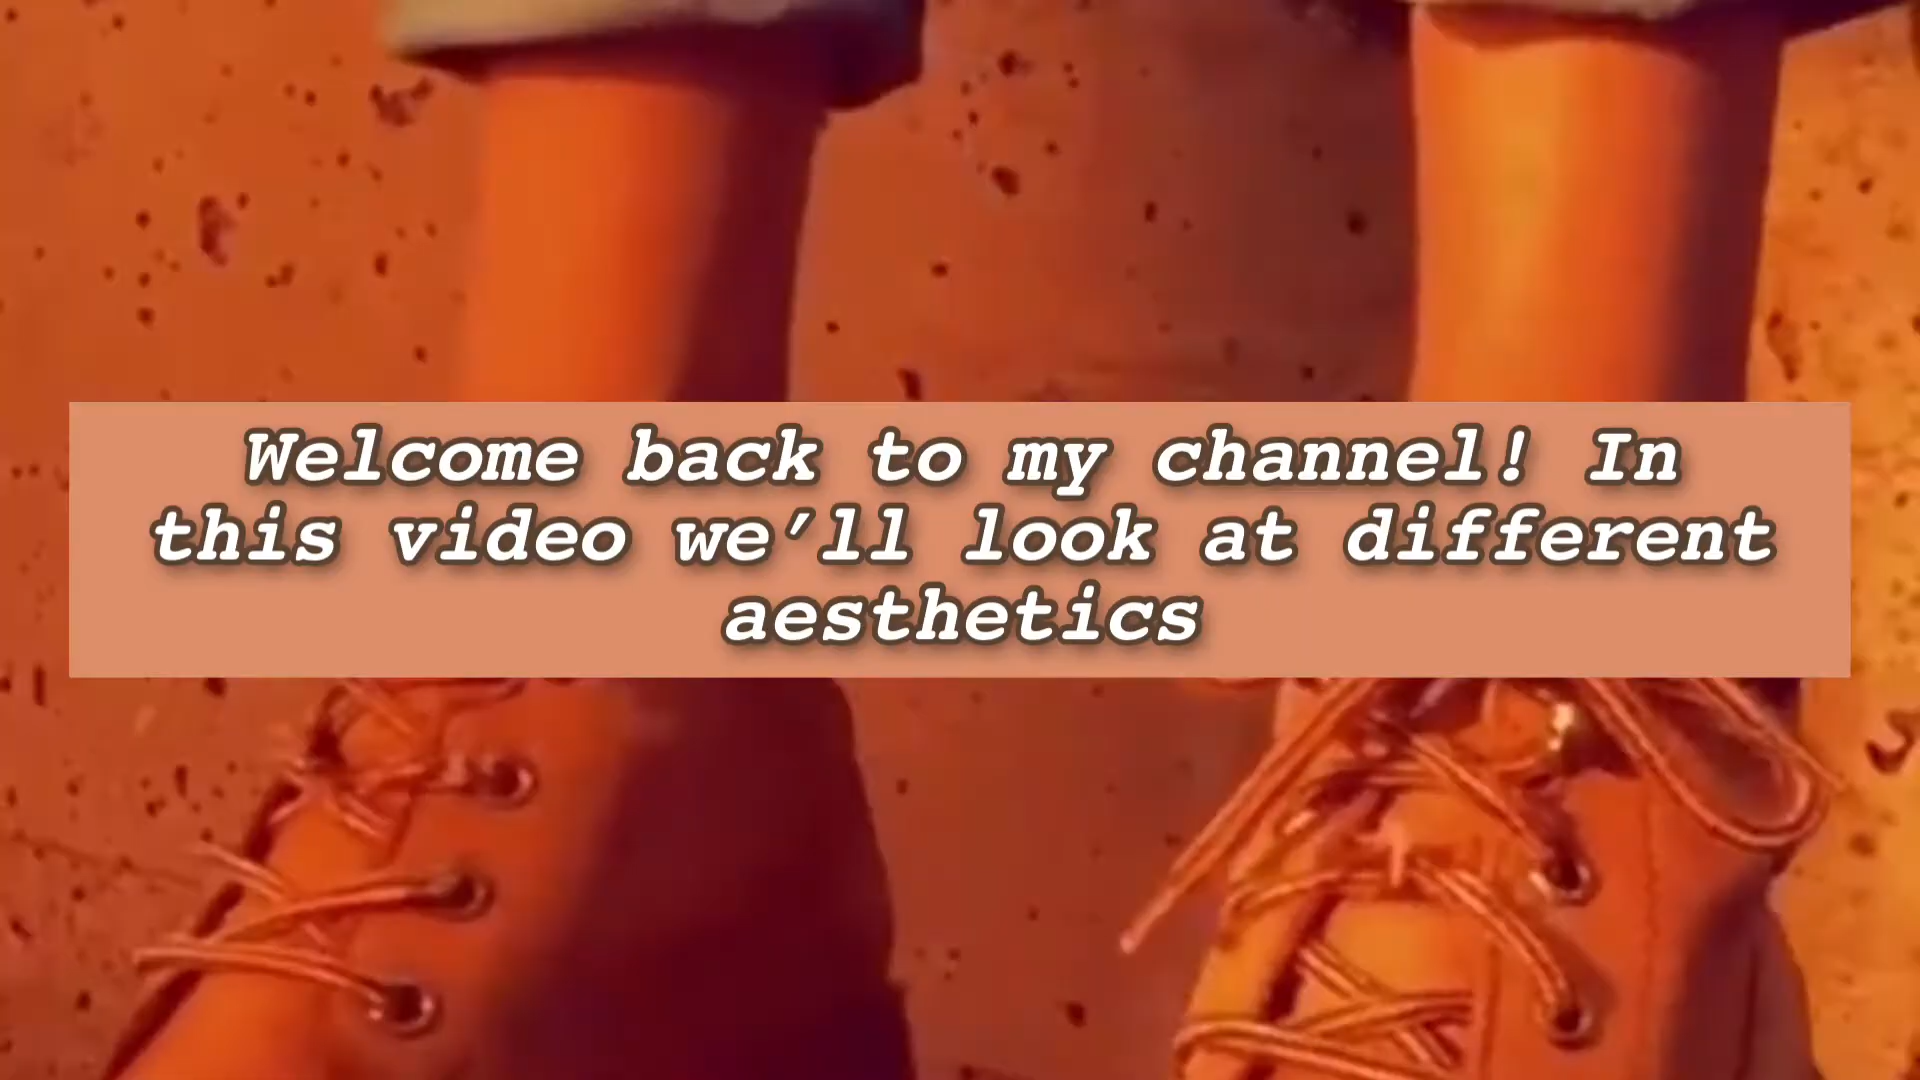 Welcome back to my channel! In
this video we’ll look at different
aesthetics